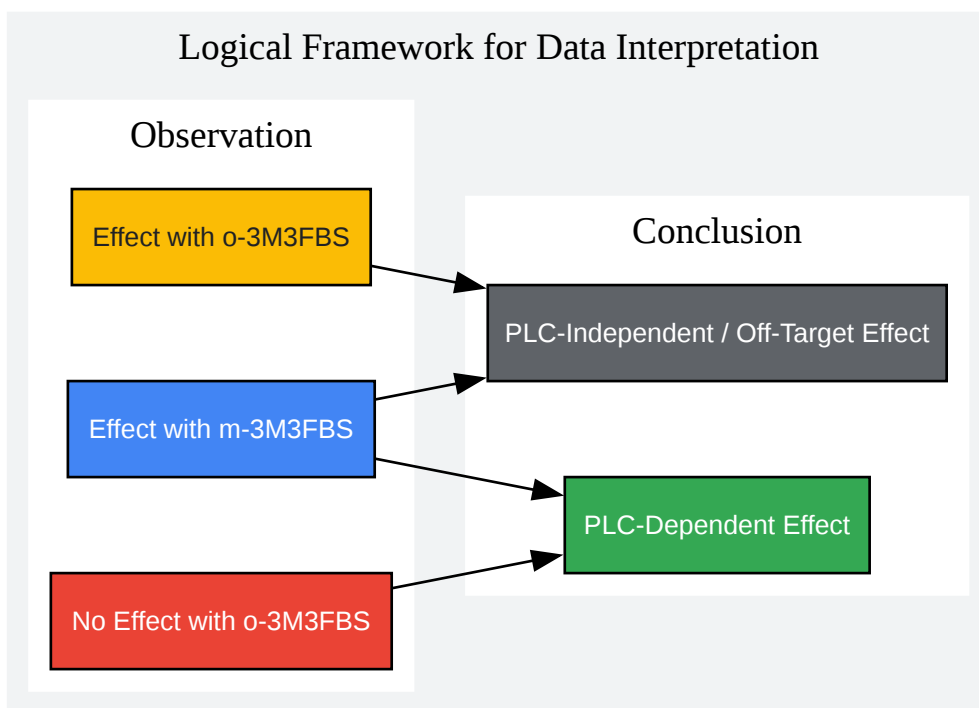 Logical Framework for Data Interpretation
Observation
Effect with o-3M3FBS
Effect with m-3M3FBS
No Effect with o-3M3FBS
Conclusion
PLC-Independent / Off-Target Effect
PLC-Dependent Effect